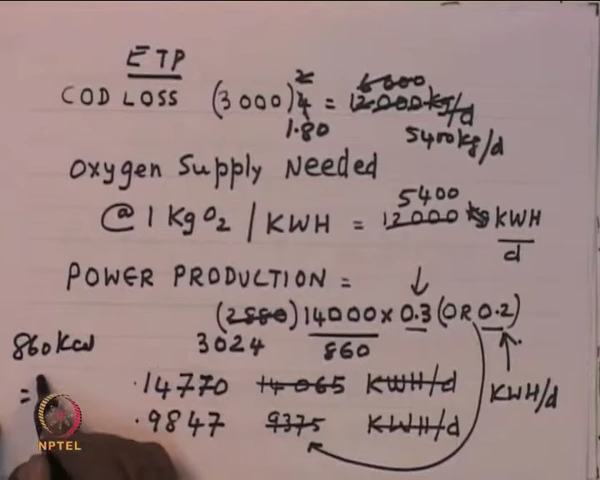 ETP
2
6000
COD LOSS (3000) 4 = 12000 kg/d
1.80
5400 kg/d
Oxygen Supply Needed
5400
@ 1 KgO2 / KWH = 12000 kg KWH/d
POWER PRODUCTION = ↓
(2880) 14000 x 0.3 (OR 0.2)
860 Kcal 3024 860
KWH/d
= .14770 14065 KWH/d
.9847 9375 KWH/d
NPTEL